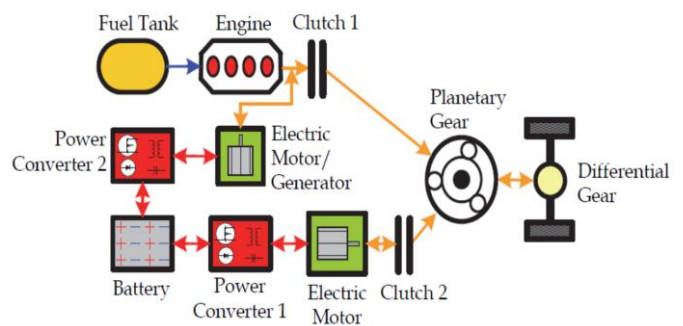 Fuel Tank
Engine
Clutch 1
Planetary
Gear
Power
Converter 2
Electric
Motor/
Generator
Differential
Gear
Battery
Power
Converter 1
Electric
Motor
Clutch 2